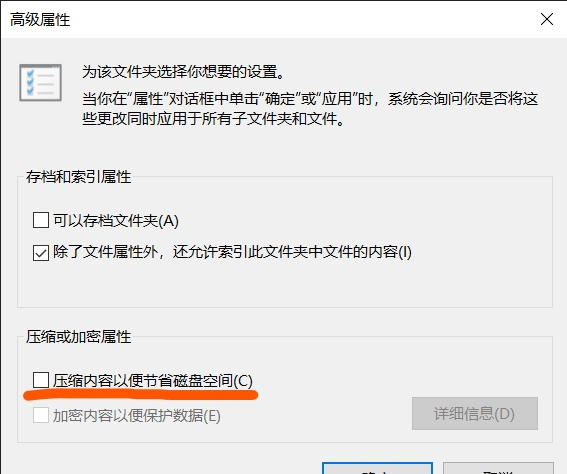 高级属性
为该文件夹选择你想要的设置。
当你在“属性”对话框中单击“确定”或“应用”时，系统会询问你是否将这
些更改同时应用于所有子文件夹和文件。
存档和索引属性
可以存档文件夹(A)
除了文件属性外，还允许索引此文件夹中文件的内容(I)
压缩或加密属性
压缩内容以便节省磁盘空间(C)
加密内容以便保护数据(E)
详细信息(D)